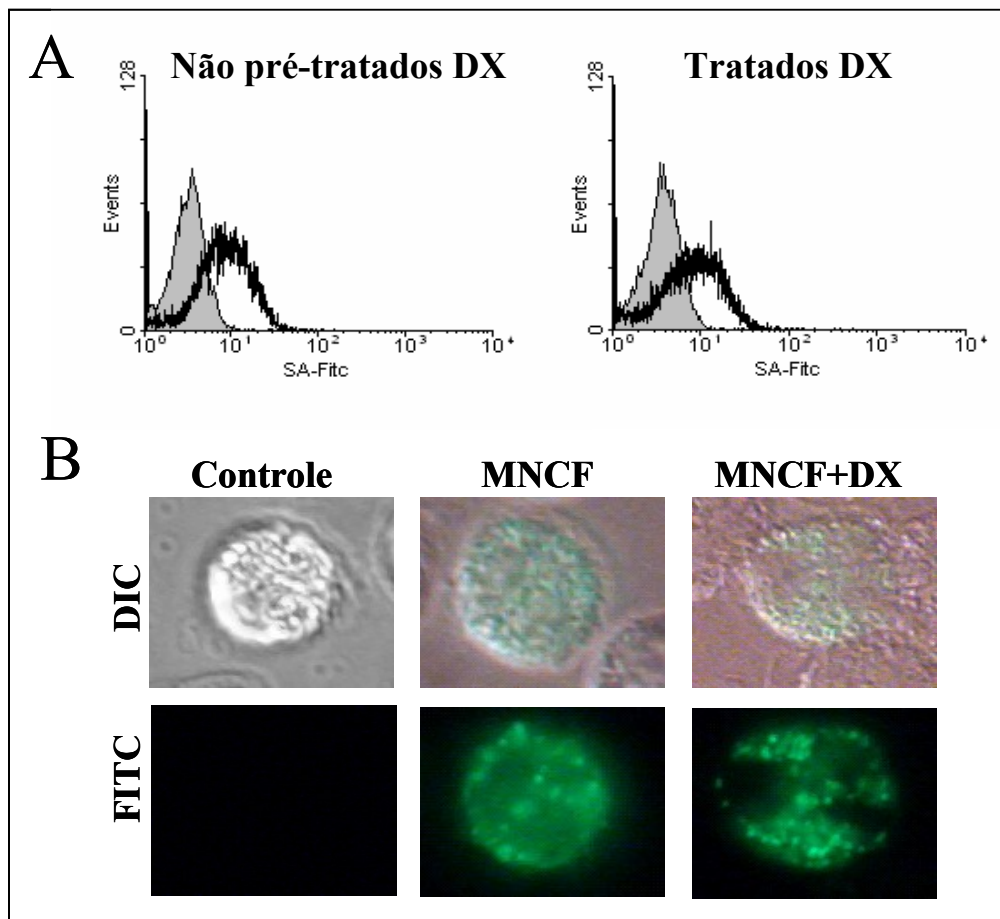 A
Não pré-tratados DX
Tratados DX
128
Events
0
10⁰ 10¹ 10² 10³ 10⁴
SA-Fitc
128
Events
0
10⁰ 10¹ 10² 10³ 10⁴
SA-Fitc
B
Controle
MNCF
MNCF+DX
DIC
FITC